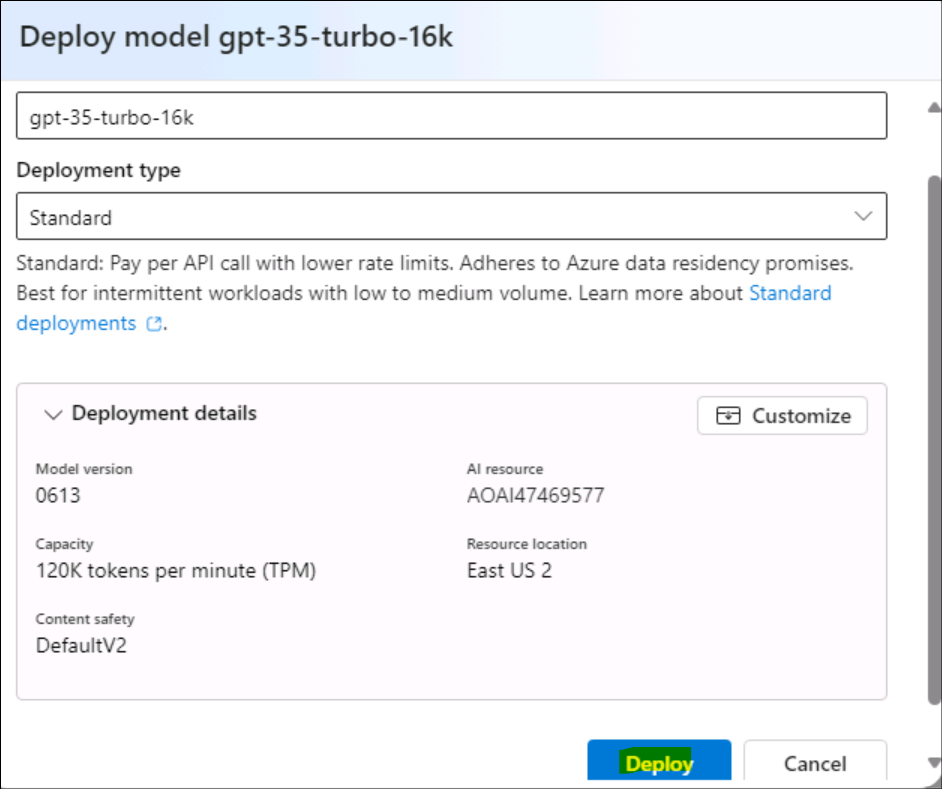 Deploy model gpt-35-turbo-16k
gpt-35-turbo-16k
Deployment type
Standard
Standard: Pay per API call with lower rate limits. Adheres to Azure data residency promises.
Best for intermittent workloads with low to medium volume. Learn more about Standard
deployments.
Deployment details
Customize
Model version
0613
AI resource
AOAI47469577
Capacity
120K tokens per minute (TPM)
Resource location
East US 2
Content safety
DefaultV2
Deploy
Cancel